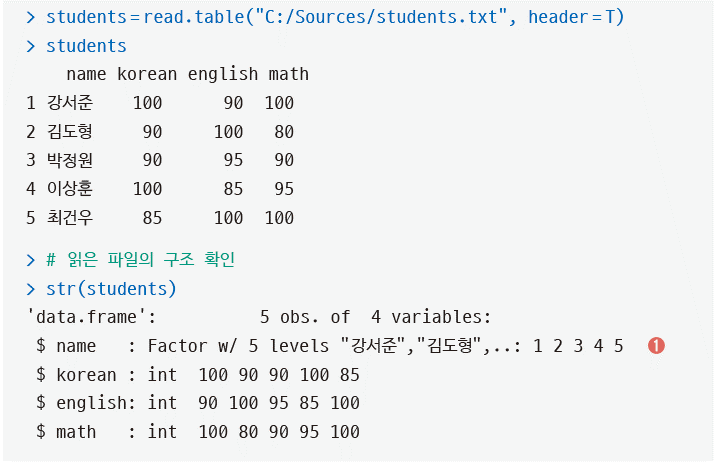 > students=read.table("C:/Sources/students.txt", header=T)
> students
name korean english math
1 강서준 100 90 100
2 김도형 90 100 80
3 박정원 90 95 90
4 이상훈 100 85 95
5 최건우 85 100 100
> # 읽은 파일의 구조 확인
> str(students)
'data.frame': 5 obs. of 4 variables:
$ name : Factor w/ 5 levels "강서준","김도형",..: 1 2 3 4 5 ❶
$ korean : int 100 90 90 100 85
$ english: int 90 100 95 85 100
$ math : int 100 80 90 95 100